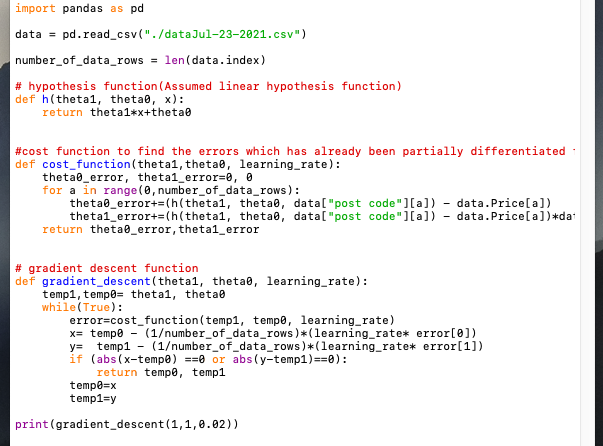 import pandas as pd
data = pd.read_csv("./dataJul-23-2021.csv")
number_of_data_rows = len(data.index)
# hypothesis function(Assumed linear hypothesis function)
def h(theta1, theta0, x):
    return theta1*x+theta0
#cost function to find the errors which has already been partially differentiated
def cost_function(theta1,theta0, learning_rate):
    theta0_error, theta1_error=0, 0
    for a in range(0,number_of_data_rows):
        theta0_error+=(h(theta1, theta0, data["post code"][a]) - data.Price[a])
        theta1_error+=(h(theta1, theta0, data["post code"][a]) - data.Price[a])*dat
    return theta0_error,theta1_error
# gradient descent function
def gradient_descent(theta1, theta0, learning_rate):
    temp1,temp0= theta1, theta0
    while(True):
        error=cost_function(temp1, temp0, learning_rate)
        x= temp0 - (1/number_of_data_rows)*(learning_rate* error[0])
        y=  temp1 - (1/number_of_data_rows)*(learning_rate* error[1])
        if (abs(x-temp0) ==0 or abs(y-temp1)==0):
            return temp0, temp1
        temp0=x
        temp1=y
print(gradient_descent(1,1,0.02))